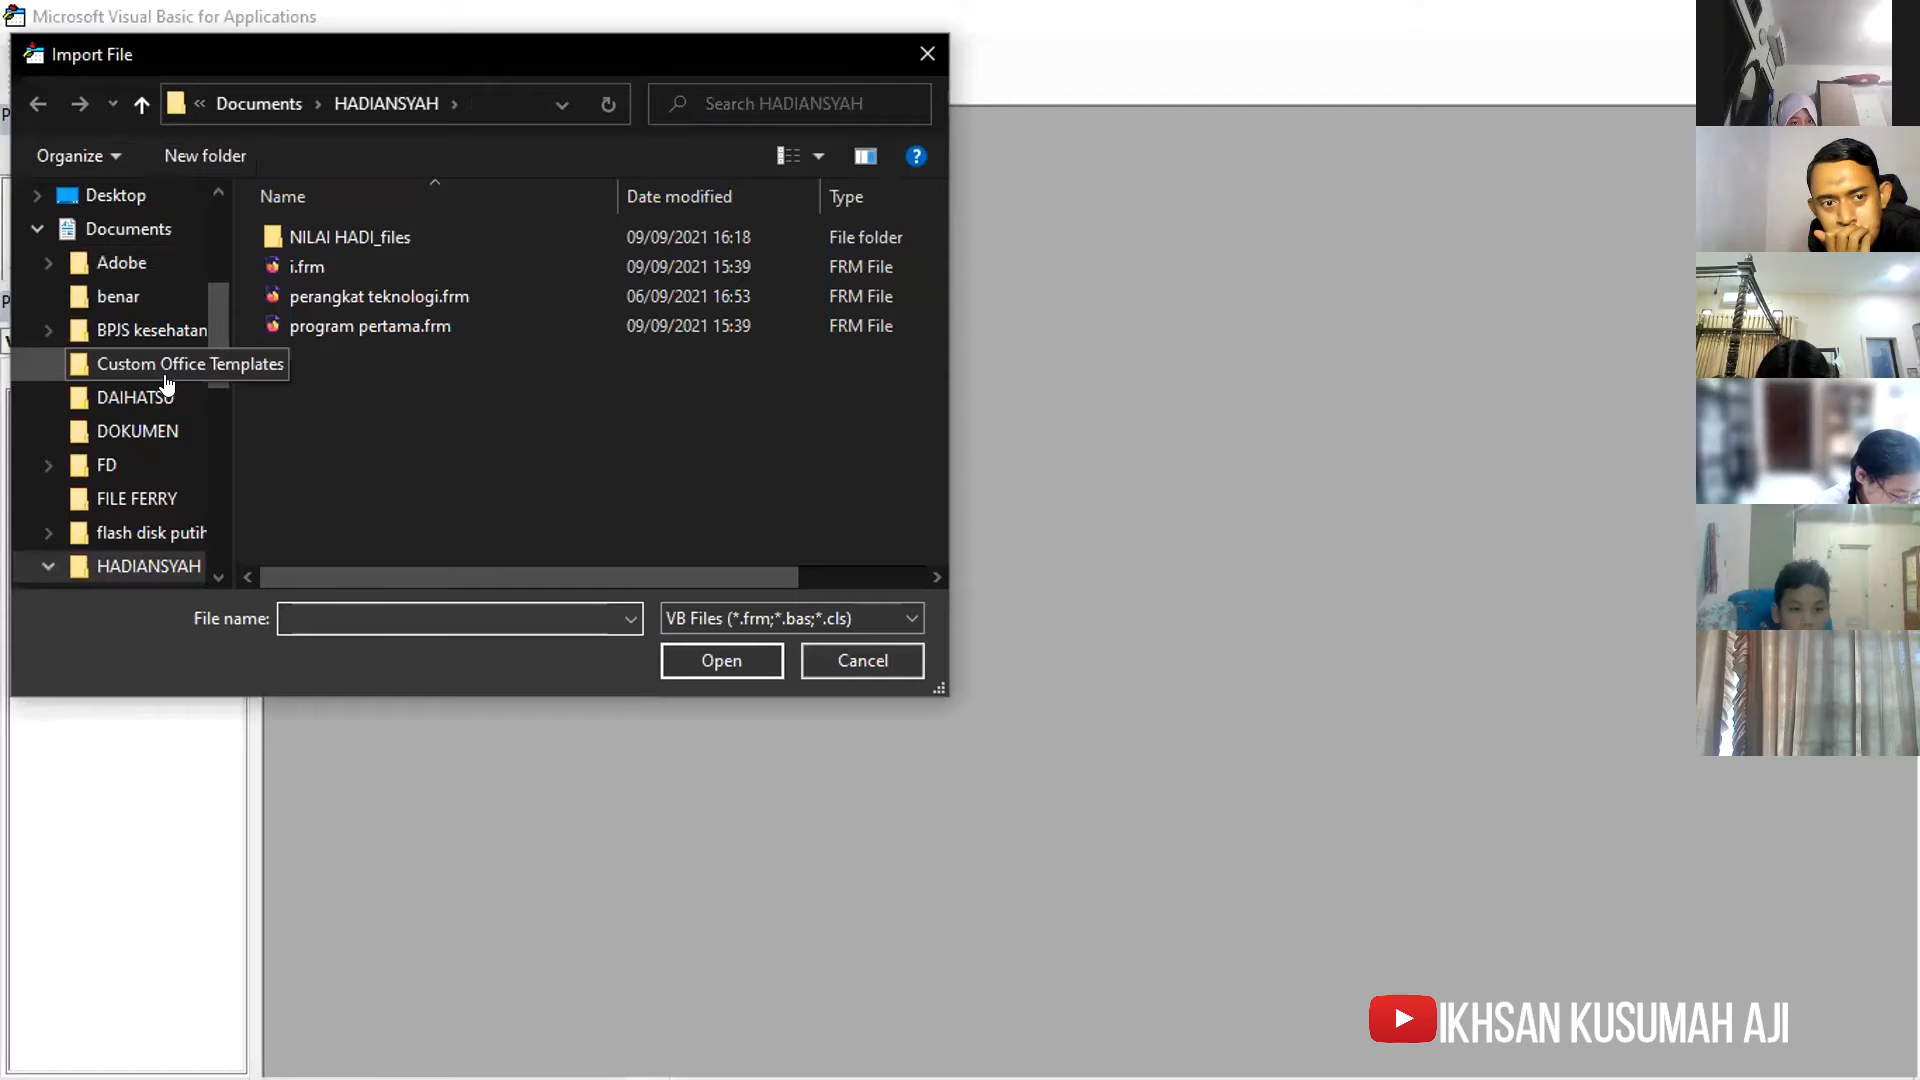 Microsoft Visual Basic for Applications
Import File
« Documents › HADIANSYAH ›
Search HADIANSYAH
Organize
New folder
Name
Date modified
Type
Desktop
Documents
Adobe
benar
BPJS kesehatan
Custom Office Templates
DAIHATSU
DOKUMEN
FD
FILE FERRY
flash disk putih
HADIANSYAH
NILAI HADI_files 09/09/2021 16:18 File folder
i.frm 09/09/2021 15:39 FRM File
perangkat teknologi.frm 06/09/2021 16:53 FRM File
program pertama.frm 09/09/2021 15:39 FRM File
File name:
VB Files (*.frm;*.bas;*.cls)
Open
Cancel
IKHSAN KUSUMAH AJI